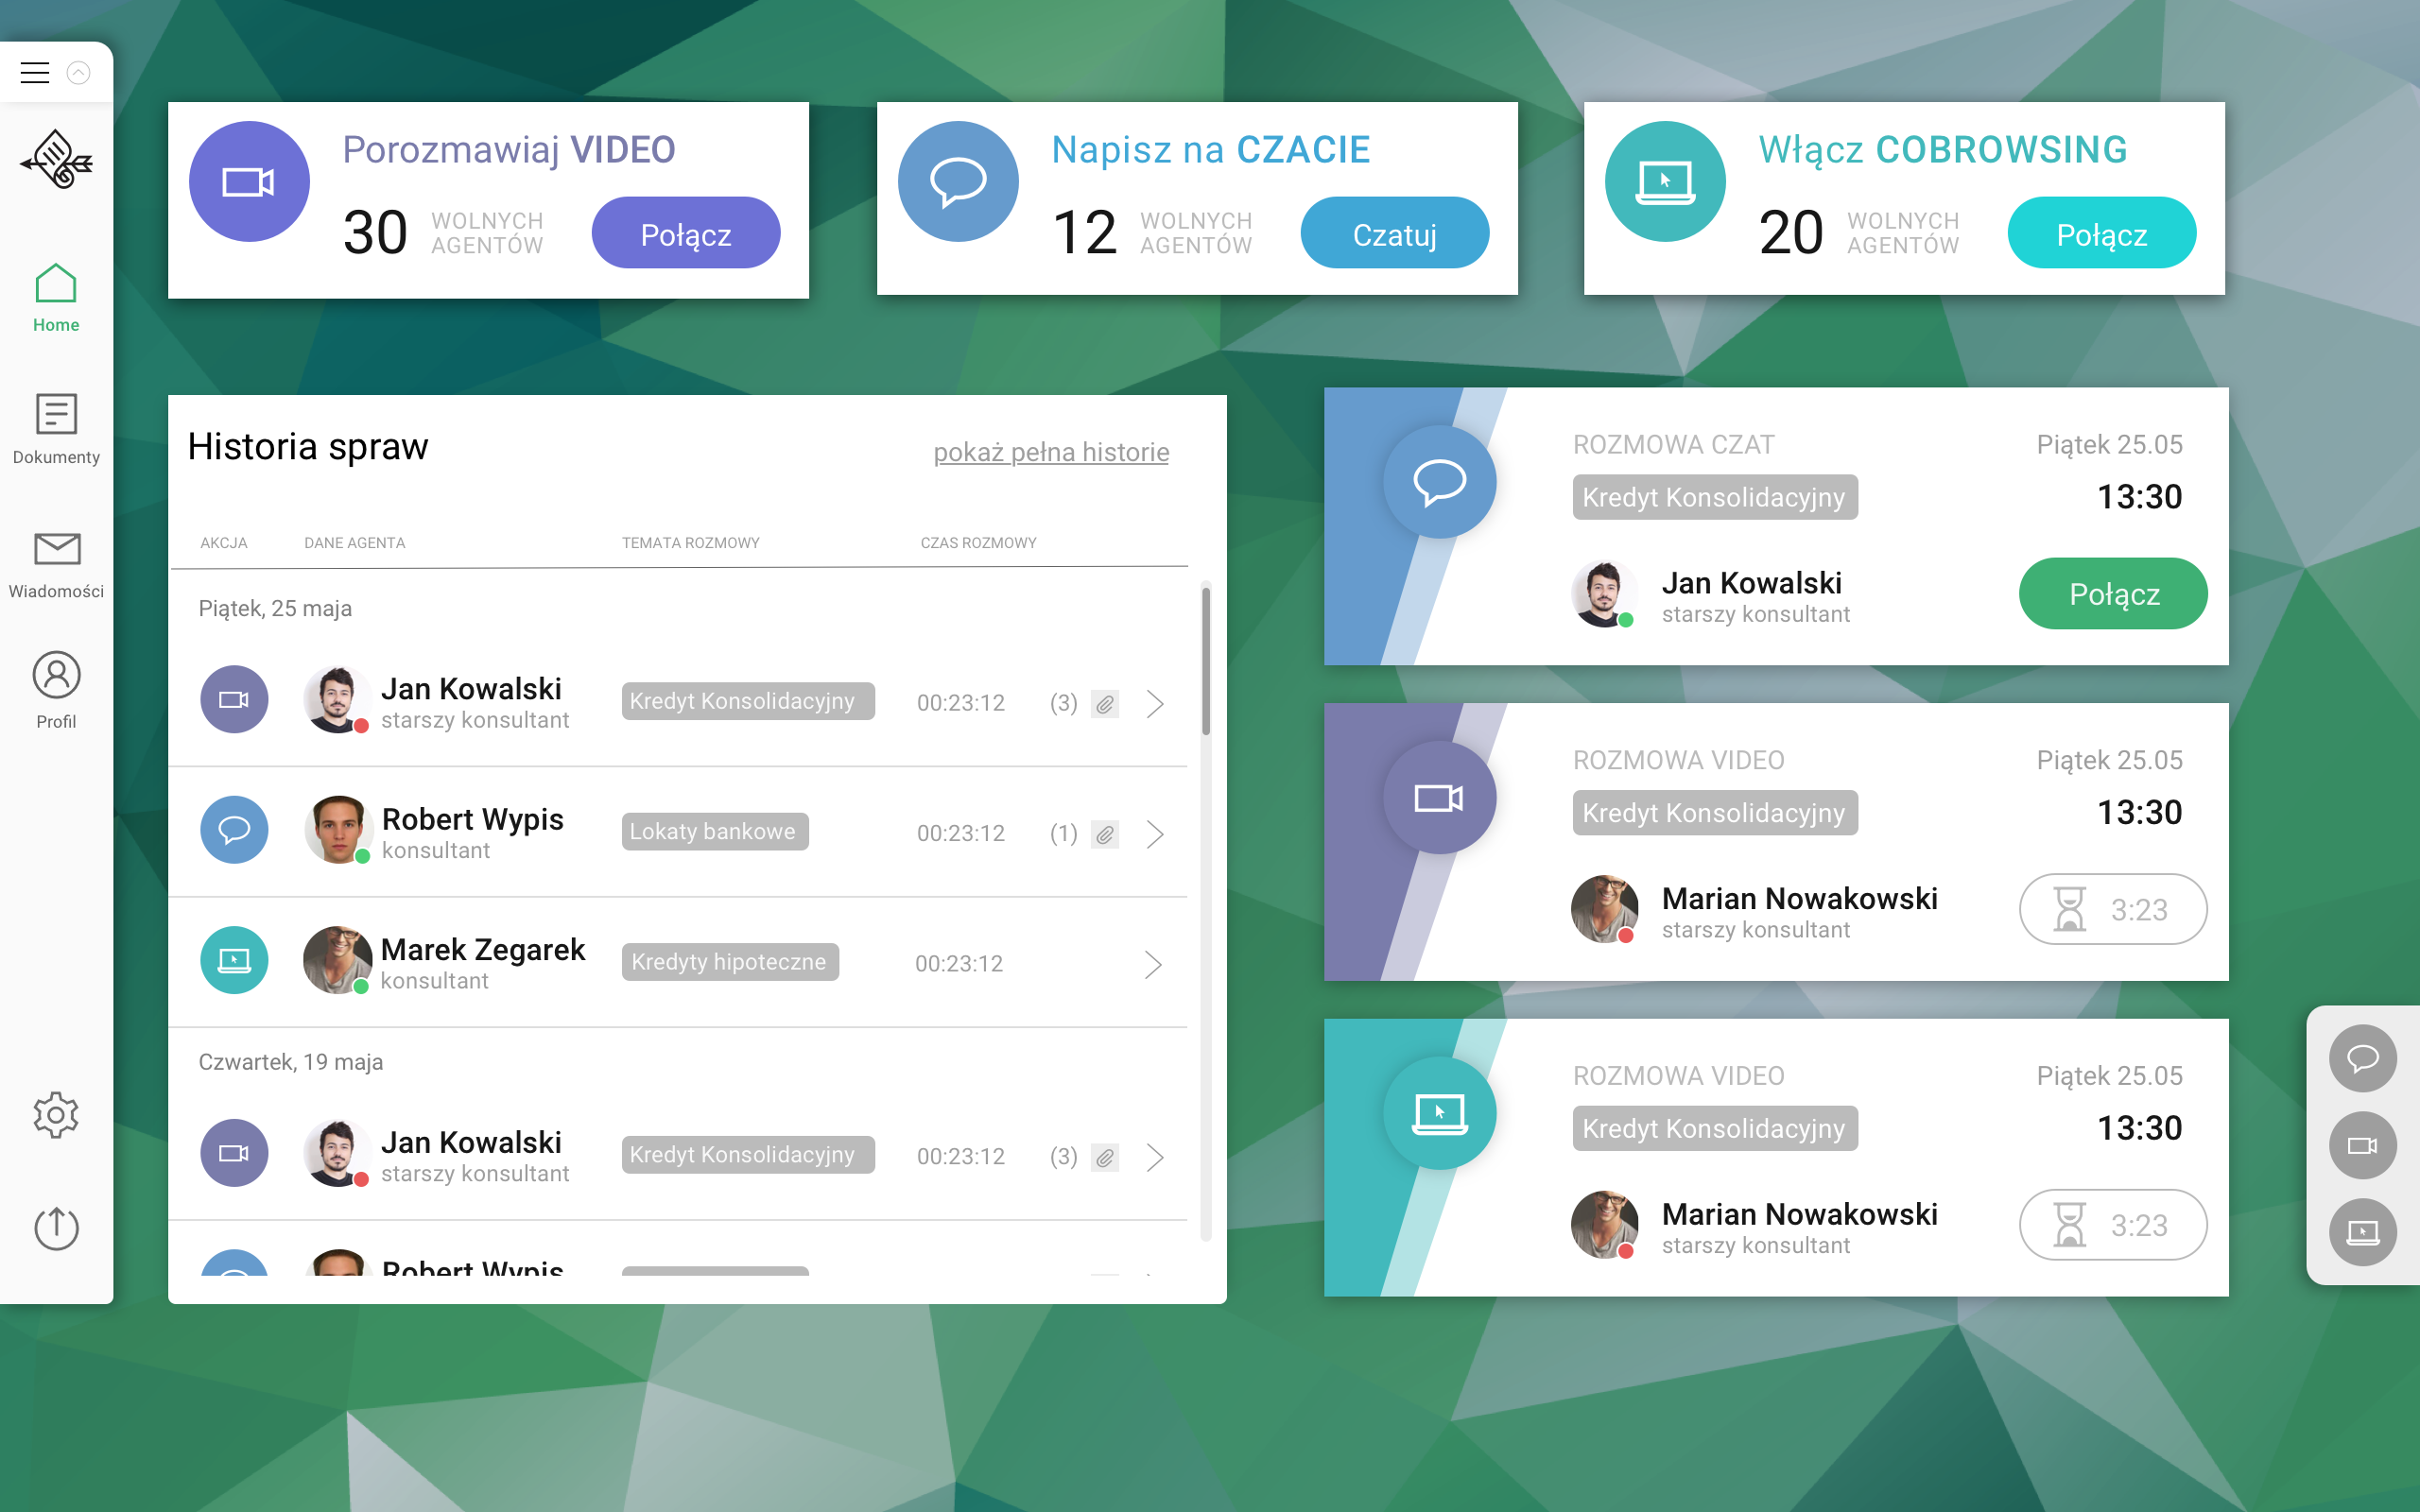 Home
Dokumenty
Wiadomości
Profil
Porozmawiaj VIDEO
30
WOLNYCH
AGENTÓW
Połącz
Napisz na CZACIE
12
WOLNYCH
AGENTÓW
Czatuj
Włącz COBROWSING
20
WOLNYCH
AGENTÓW
Połącz
Historia spraw
pokaż pełna historie
AKCJA DANE AGENTA TEMATA ROZMOWY CZAS ROZMOWY
Piątek, 25 maja
Jan Kowalski
starszy konsultant
Kredyt Konsolidacyjny
00:23:12
(3)
Robert Wypis
konsultant
Lokaty bankowe
00:23:12
(1)
Marek Zegarek
konsultant
Kredyty hipoteczne
00:23:12
Czwartek, 19 maja
Jan Kowalski
starszy konsultant
Kredyt Konsolidacyjny
00:23:12
(3)
Robert Wypis
ROZMOWA CZAT
Piątek 25.05
Kredyt Konsolidacyjny
13:30
Jan Kowalski
starszy konsultant
Połącz
ROZMOWA VIDEO
Piątek 25.05
Kredyt Konsolidacyjny
13:30
Marian Nowakowski
starszy konsultant
3:23
ROZMOWA VIDEO
Piątek 25.05
Kredyt Konsolidacyjny
13:30
Marian Nowakowski
starszy konsultant
3:23